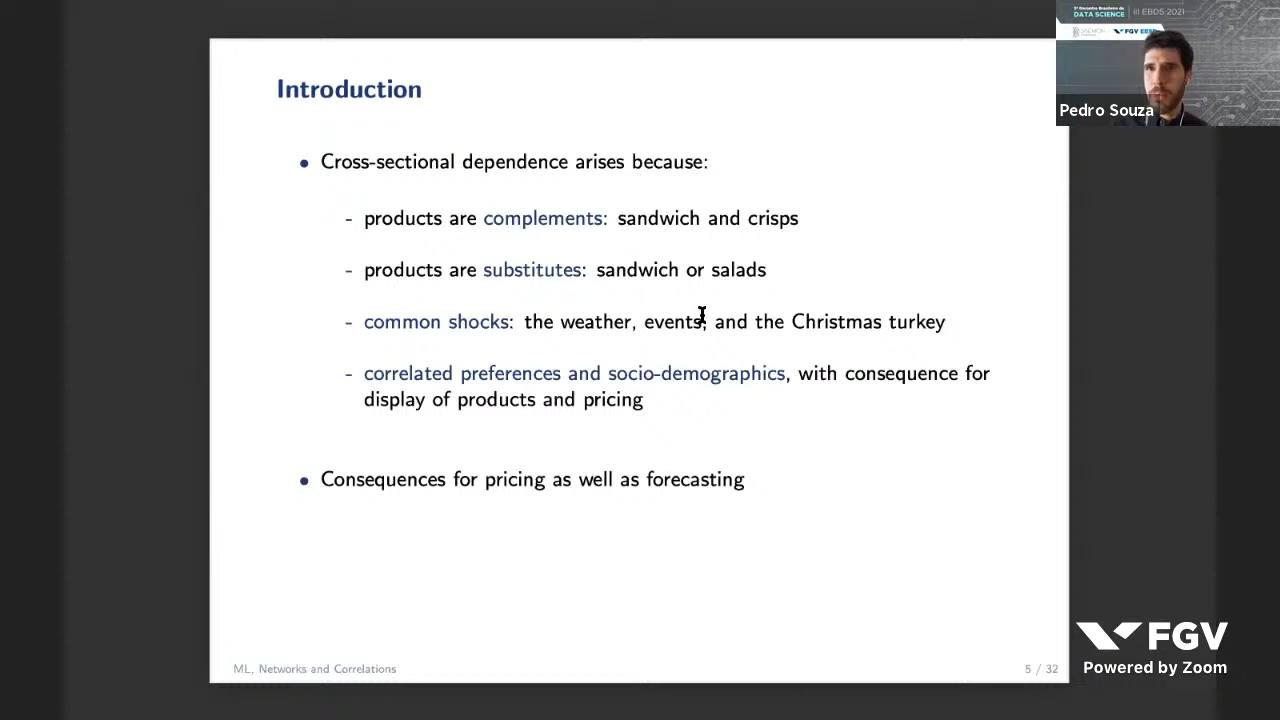 Introduction
• Cross-sectional dependence arises because:
- products are complements: sandwich and crisps
- products are substitutes: sandwich or salads
- common shocks: the weather, events, and the Christmas turkey
- correlated preferences and socio-demographics, with consequence for
display of products and pricing
• Consequences for pricing as well as forecasting
ML, Networks and Correlations
5 / 32
DATA SCIENCE
III EBDS 2021
FGV
Pedro Souza
FGV
Powered by Zoom